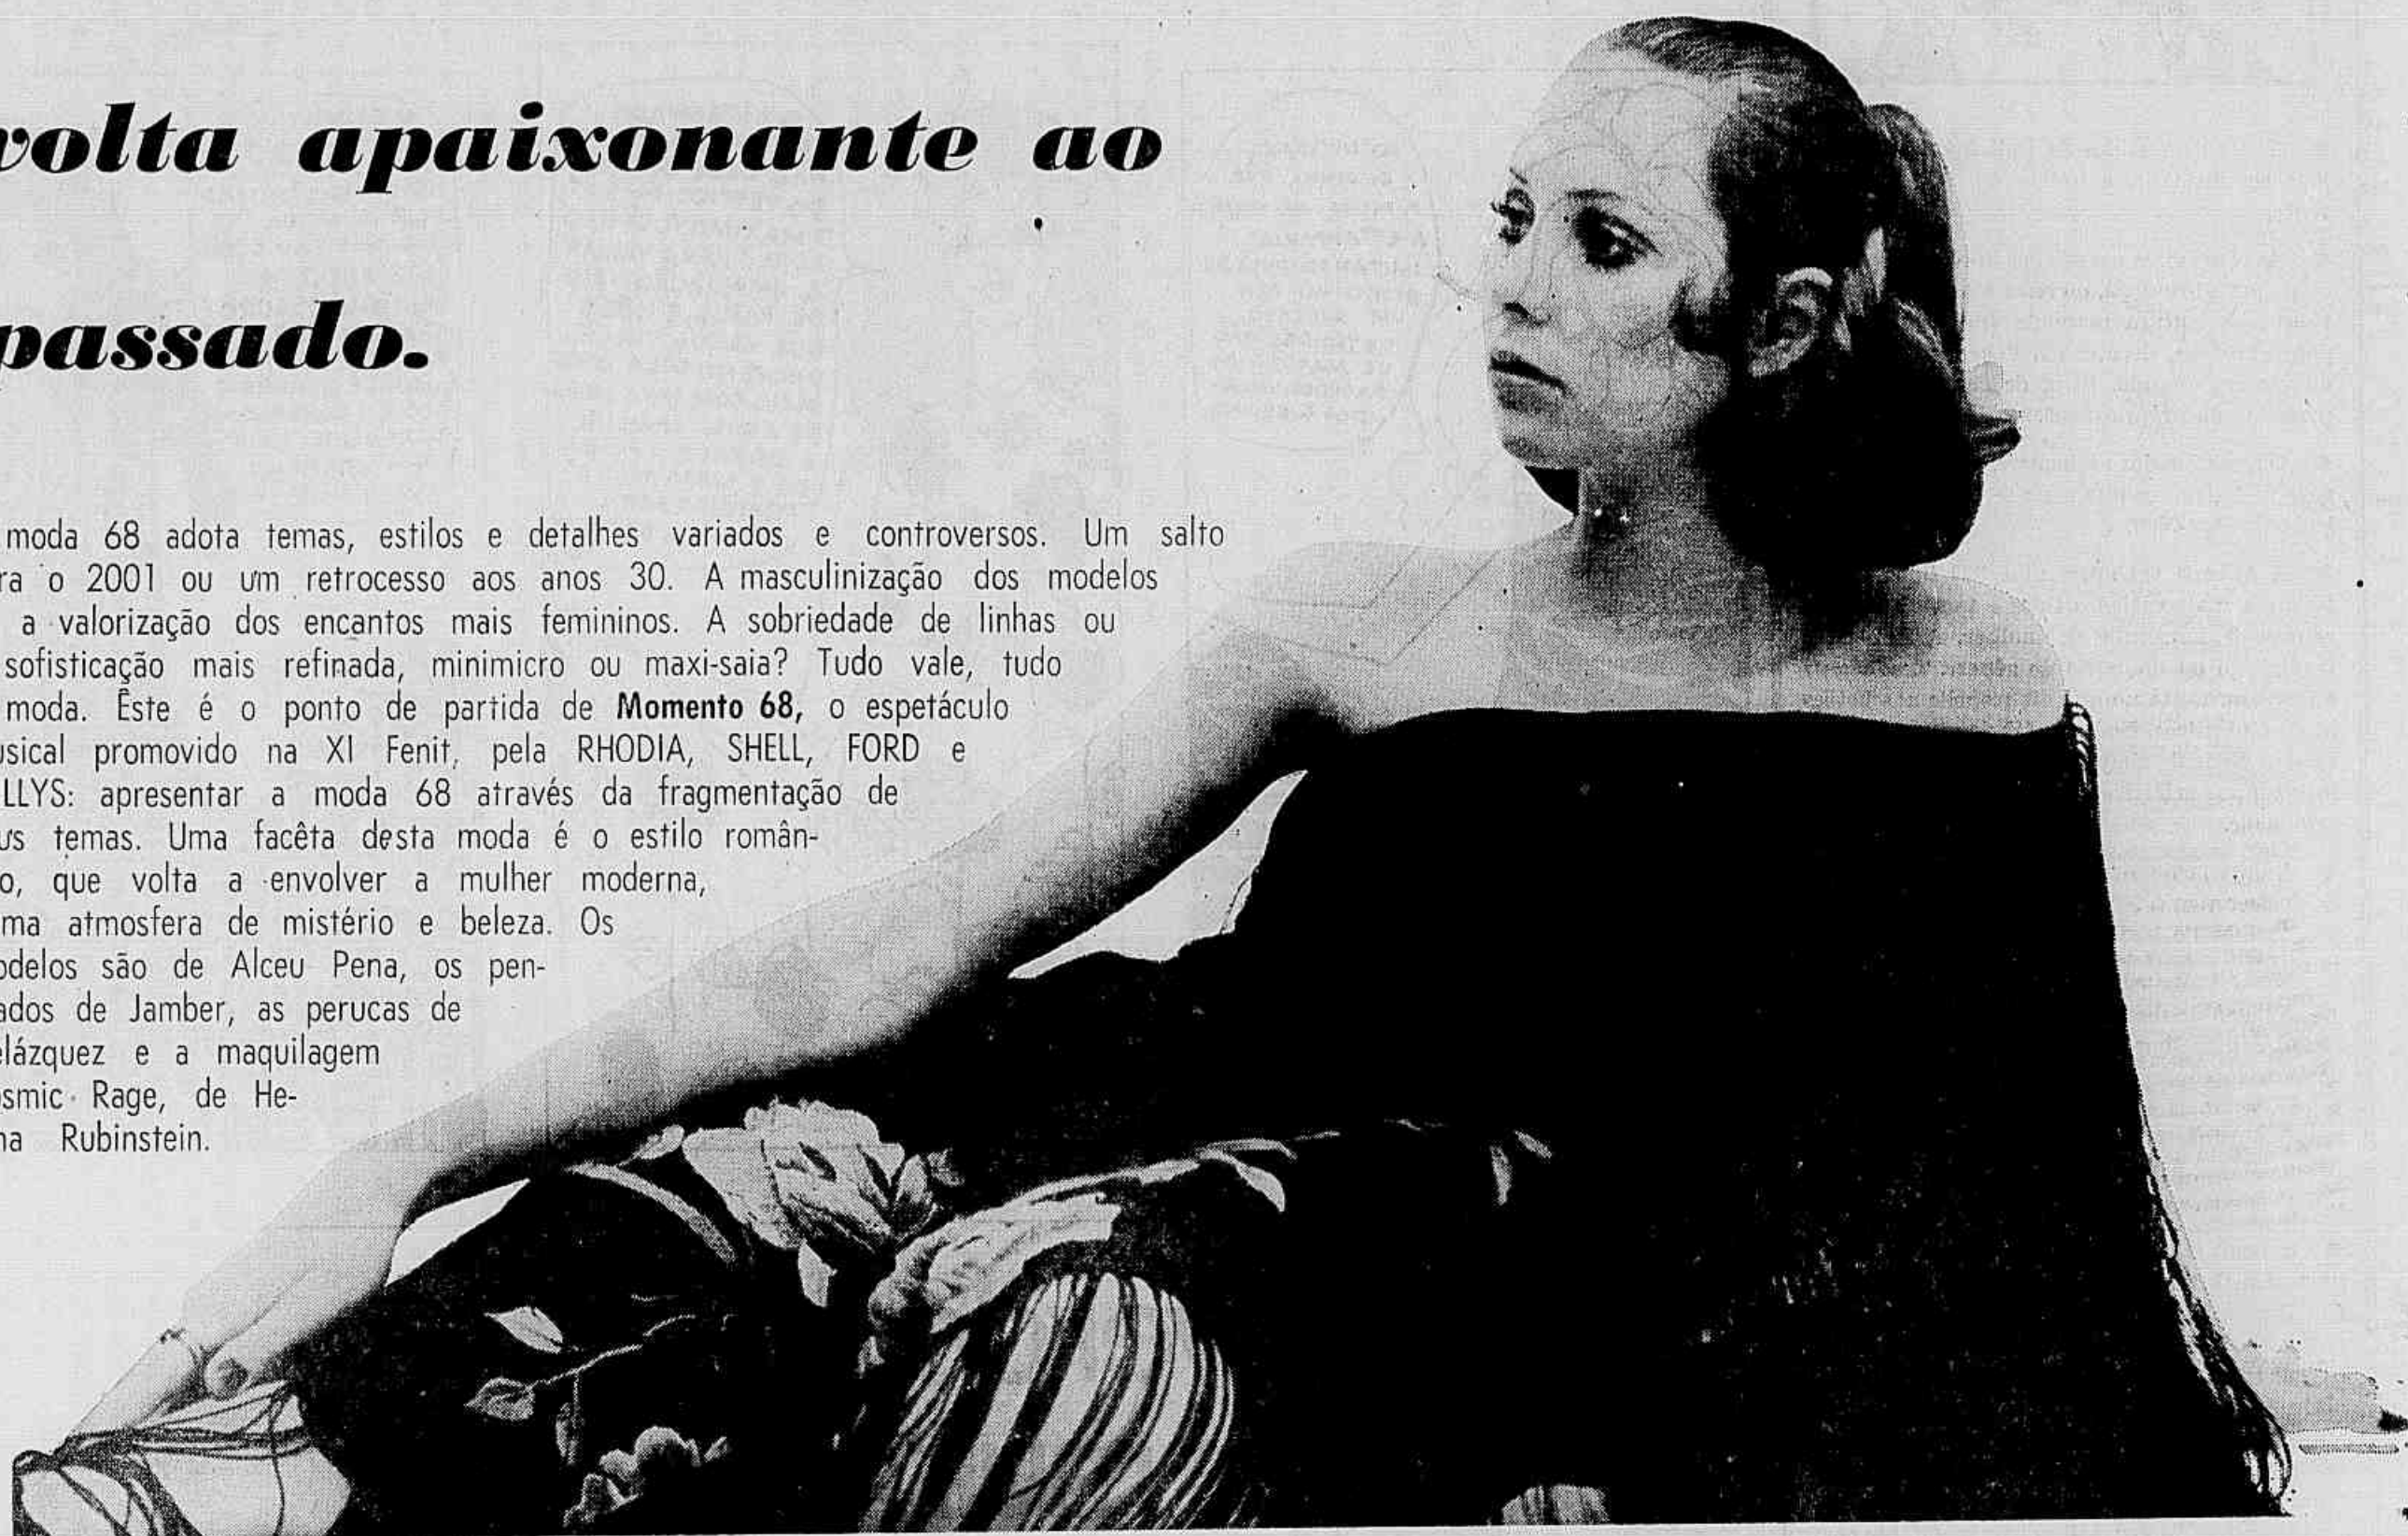 volta apaixonante ao
passado.
moda 68 adota temas, estilos e detalhes variados e controversos. Um salto
ra o 2001 ou um retrocesso aos anos 30. A masculinização dos modelos
a valorização dos encantos mais femininos. A sobriedade de linhas ou
sofisticação mais refinada, minimicro ou maxi-saia? Tudo vale, tudo
moda. Êste é o ponto de partida de Momento 68, o espetáculo
usical promovido na XI Fenit, pela RHODIA, SHELL, FORD e
LLYS: apresentar a moda 68 através da fragmentação de
us temas. Uma facêta desta moda é o estilo român-
o, que volta a envolver a mulher moderna,
ma atmosfera de mistério e beleza. Os
odelos são de Alceu Pena, os pen-
ados de Jamber, as perucas de
elázquez e a maquilagem
osmic Rage, de He-
na Rubinstein.